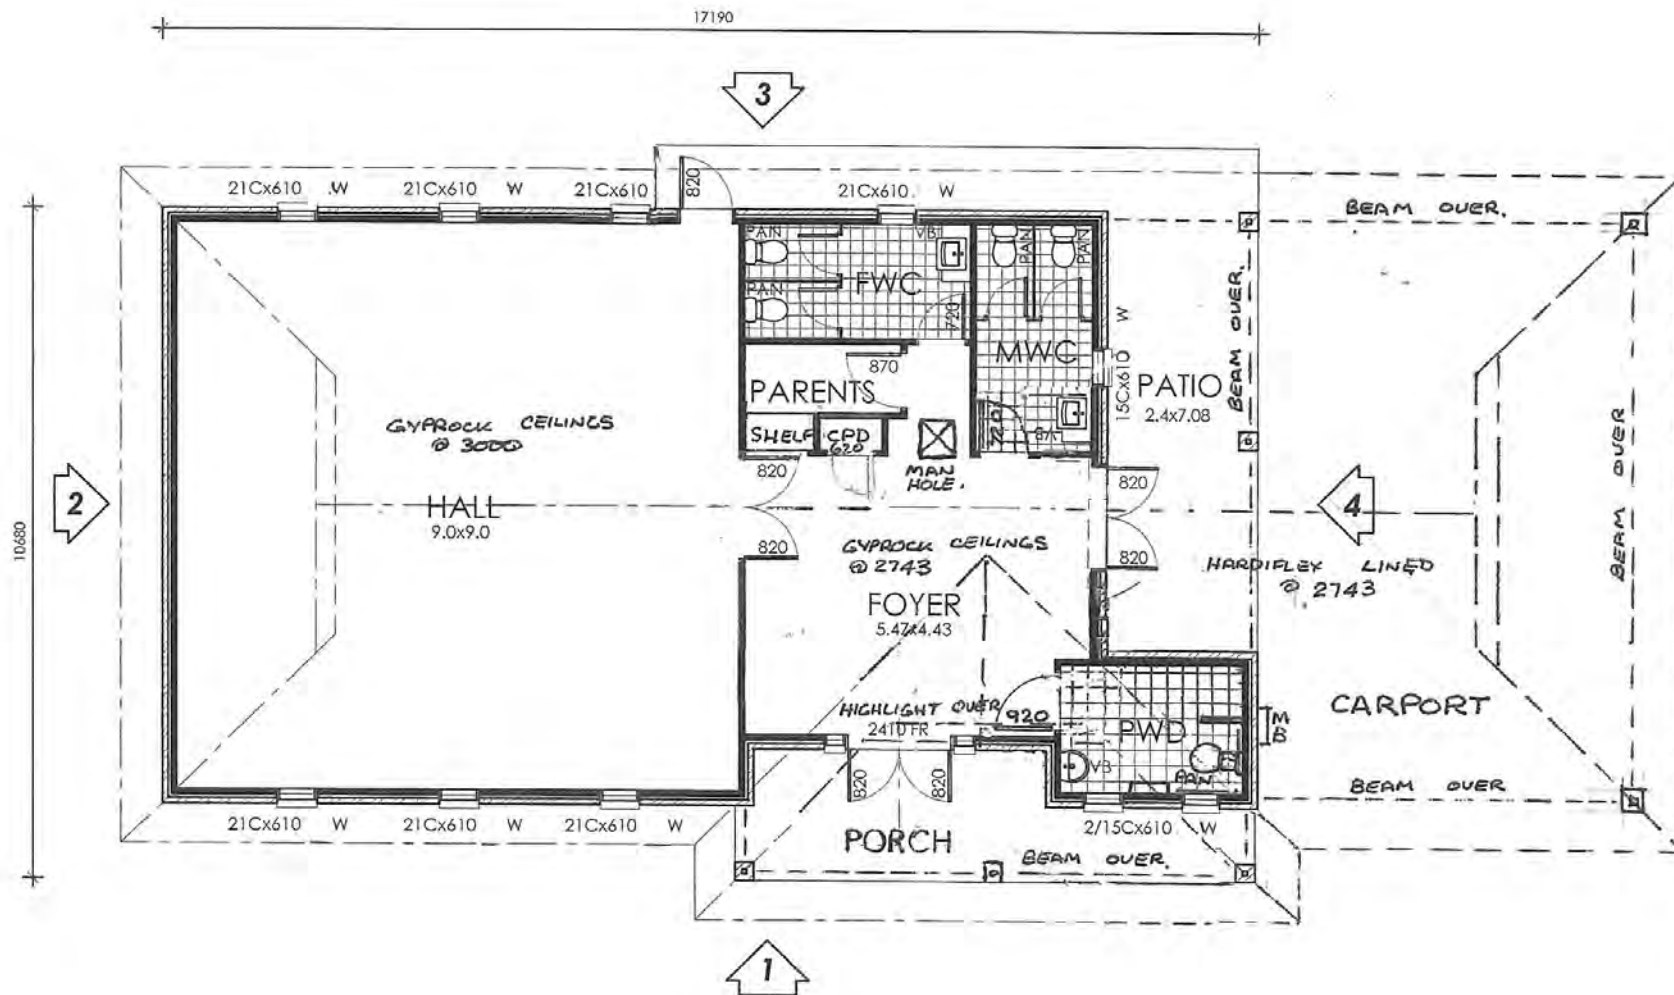 17190
3
21Cx610 W
21Cx610 W
21Cx610
820
21Cx610 W
BEAM OVER.
PAN
VB
PAN
PAN
FWC
PAN
720
BEAM OVER.
W
MWC
15Cx610
870
PARENTS
PATIO
2.4x7.08
BEAM OVER
GYPROCK CEILINGS
@ 3000
SHELF
CPD
620
720
VB
MAN
HOLE.
820
820
2
HALL
9.0x9.0
4
10680
820
GYPROCK CEILINGS
@ 2743
820
HARDIFLEX LINED
@ 2743
FOYER
5.47x4.43
HIGHLIGHT OVER
2410 FR
920
PWD
MB
CARPORT
VB
PAN
820
820
BEAM OVER
21Cx610 W
21Cx610 W
21Cx610 W
PORCH
2/15Cx610 W
BEAM OVER.
1